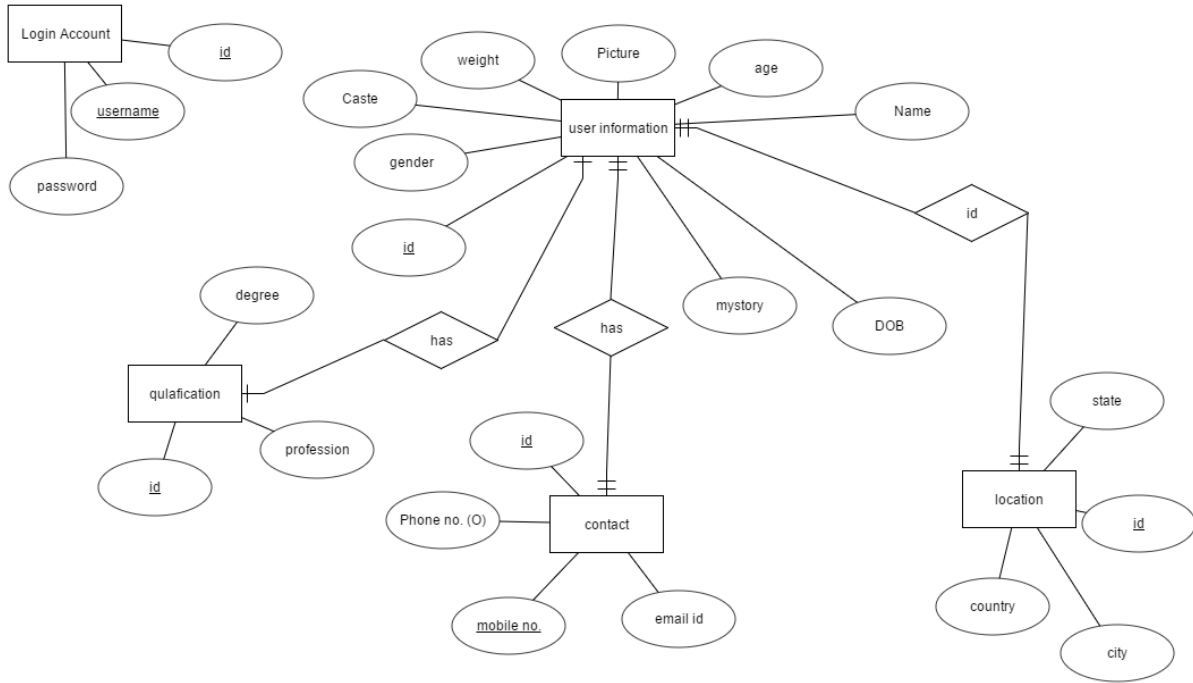 Login Account
id
username
password
Picture
weight
age
Caste
Name
user information
gender
id
id
mystory
DOB
degree
has
has
qulafication
profession
id
id
Phone no. (O)
contact
mobile no.
email id
state
location
id
country
city